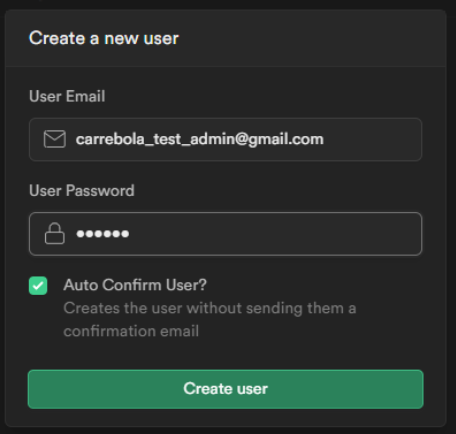 Create a new user
User Email
carrebola_test_admin@gmail.com
User Password
••••••
Auto Confirm User?
Creates the user without sending them a
confirmation email
Create user